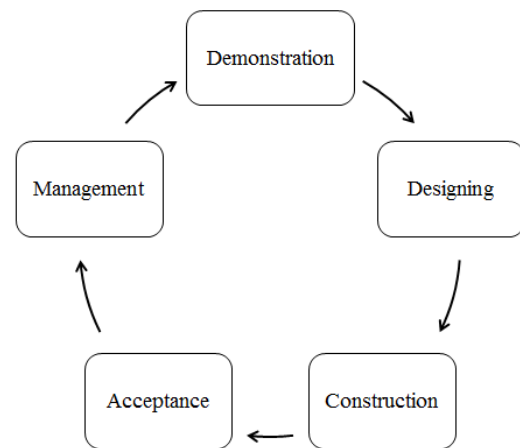 Demonstration
Designing
Construction
Acceptance
Management